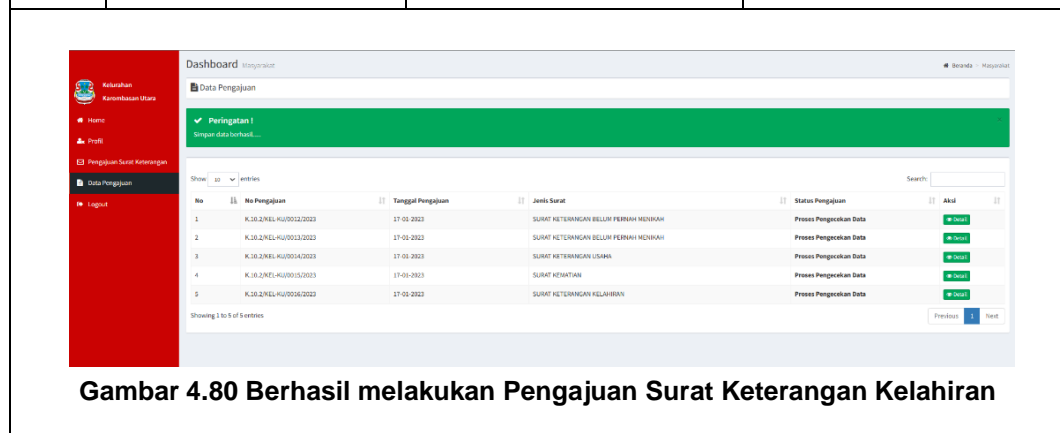 Kelurahan
Karombasan Utara
Home
Profil
Pengajuan Surat Keterangan
Data Pengajuan
Logout
Dashboard Masyarakat
Beranda > Masyarakat
Data Pengajuan
Peringatan !
Simpan data berhasil.....
Show 10 entries
Search:
No No Pengajuan Tanggal Pengajuan Jenis Surat Status Pengajuan Aksi
1 K.10.2/KEL-KU/0012/2023 17-01-2023 SURAT KETERANGAN BELUM PERNAH MENIKAH Proses Pengecekan Data Detail
2 K.10.2/KEL-KU/0013/2023 17-01-2023 SURAT KETERANGAN BELUM PERNAH MENIKAH Proses Pengecekan Data Detail
3 K.10.2/KEL-KU/0014/2023 17-01-2023 SURAT KETERANGAN USAHA Proses Pengecekan Data Detail
4 K.10.2/KEL-KU/0015/2023 17-01-2023 SURAT KEMATIAN Proses Pengecekan Data Detail
5 K.10.2/KEL-KU/0016/2023 17-01-2023 SURAT KETERANGAN KELAHIRAN Proses Pengecekan Data Detail
Showing 1 to 5 of 5 entries
Previous 1 Next
Gambar 4.80 Berhasil melakukan Pengajuan Surat Keterangan Kelahiran